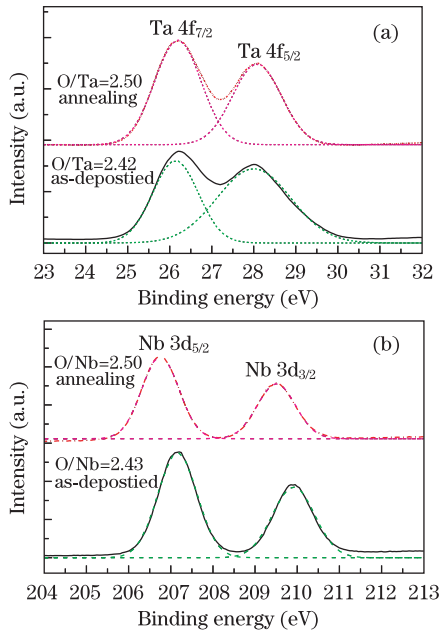 Ta 4f7/2
(a)
Ta 4f5/2
O/Ta=2.50
annealing
O/Ta=2.42
as-depostied
Intensity (a.u.)
23 24 25 26 27 28 29 30 31 32
Binding energy (eV)
Nb 3d5/2
(b)
Nb 3d3/2
O/Nb=2.50
annealing
O/Nb=2.43
as-depostied
Intensity (a.u.)
204 205 206 207 208 209 210 211 212 213
Binding energy (eV)